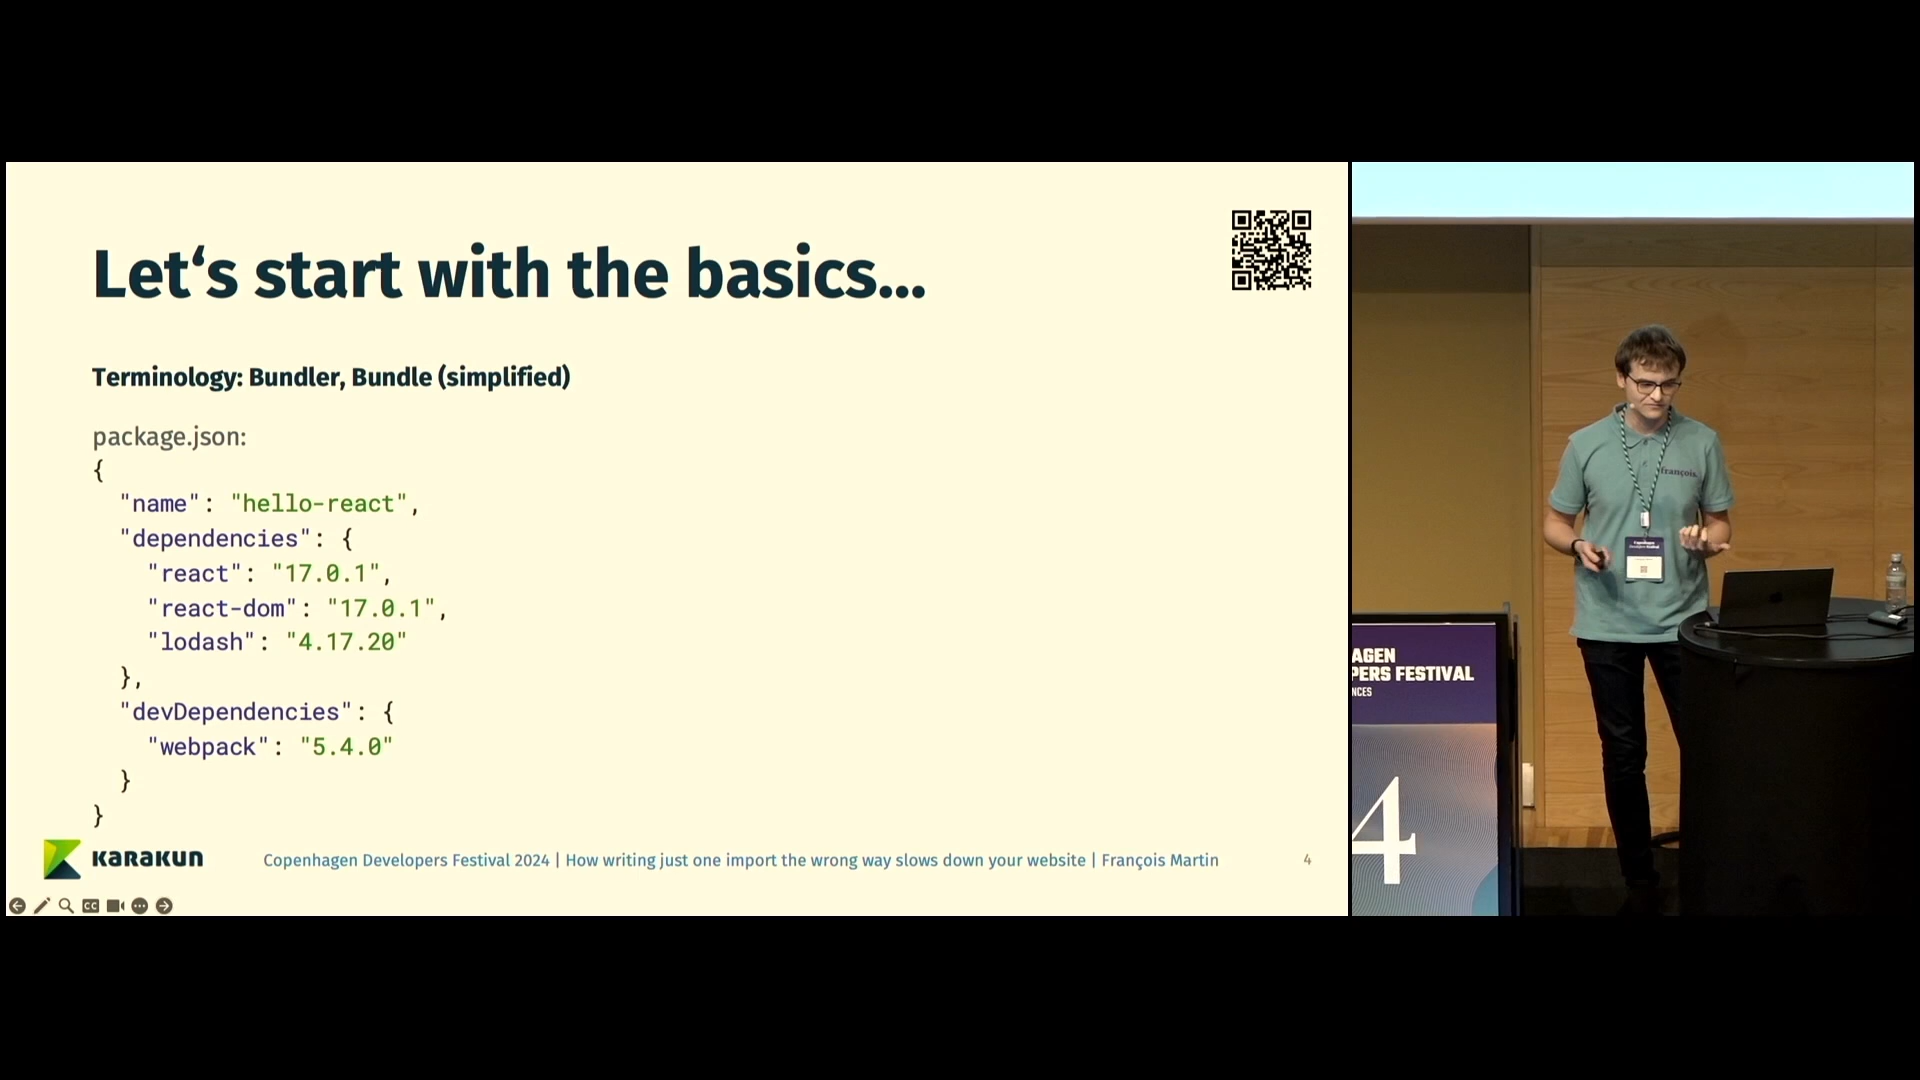 Let‘s start with the basics...
Terminology: Bundler, Bundle (simplified)
package.json:
{
"name": "hello-react",
"dependencies": {
"react": "17.0.1",
"react-dom": "17.0.1",
"lodash": "4.17.20"
},
"devDependencies": {
"webpack": "5.4.0"
}
}
KARAKUN
Copenhagen Developers Festival 2024 | How writing just one import the wrong way slows down your website | François Martin
4
CC
françois.
AGEN
PERS FESTIVAL
NCES
4